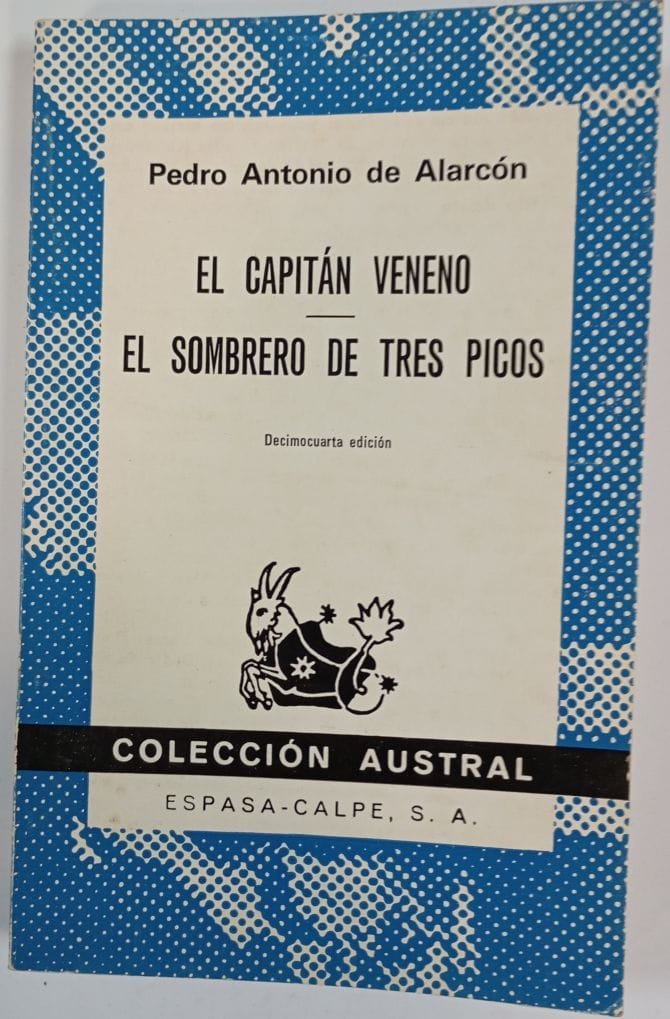 Pedro Antonio de Alarcón
EL CAPITÁN VENENO
EL SOMBRERO DE TRES PICOS
Decimocuarta edición
COLECCIÓN AUSTRAL
ESPASA-CALPE, S. A.